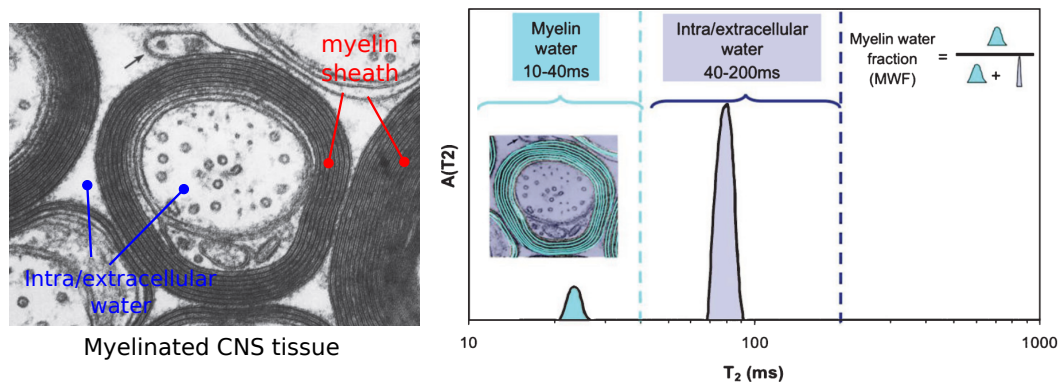 myelin
sheath
Intra/extracellular
water
Myelinated CNS tissue
Myelin
water
10-40ms
Intra/extracellular
water
40-200ms
Myelin water
fraction
(MWF)
=
+
A(T2)
10
100
1000
T₂ (ms)